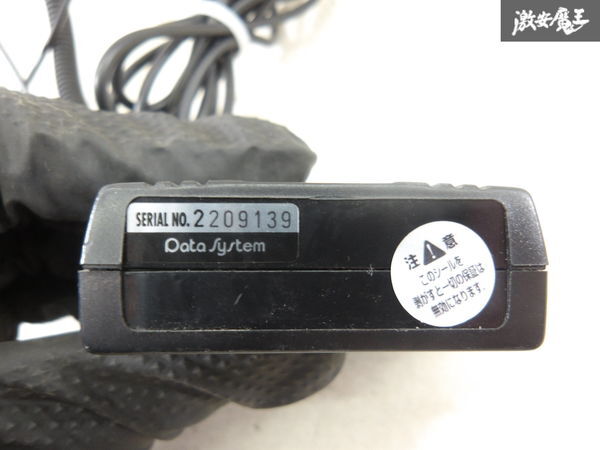 激安魔王
SERIAL NO. 2209139
Data System
注 意
このシールを
剥がすと一切の保証は
無効になります。